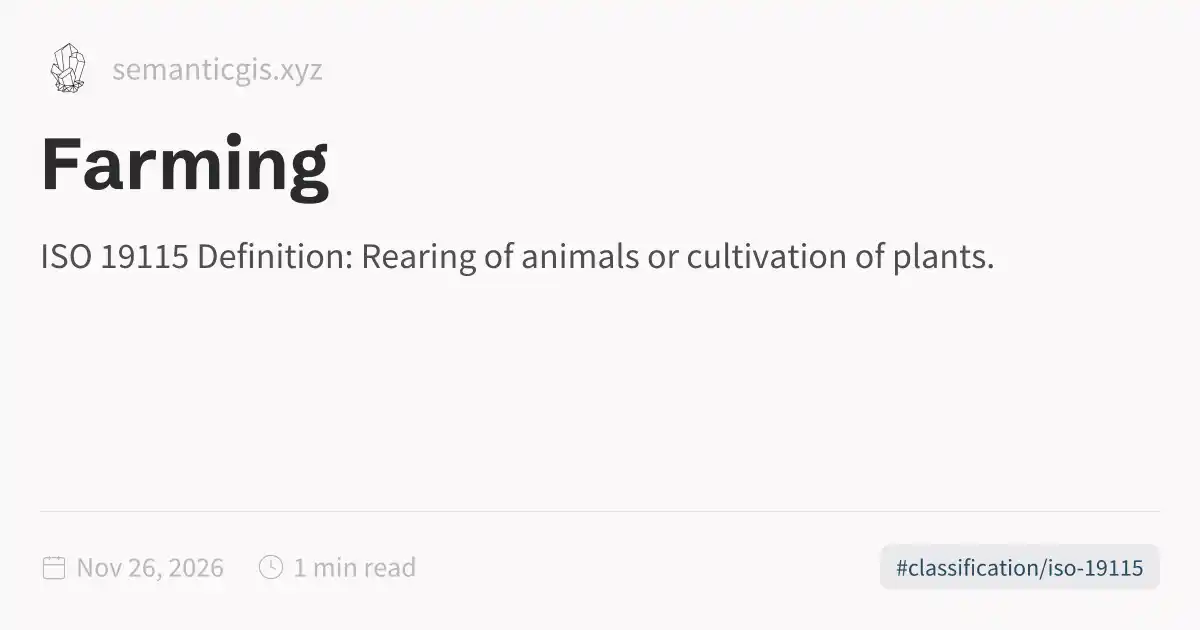 semanticgis.xyz
Farming
ISO 19115 Definition: Rearing of animals or cultivation of plants.
Nov 26, 2026 1 min read #classification/iso-19115